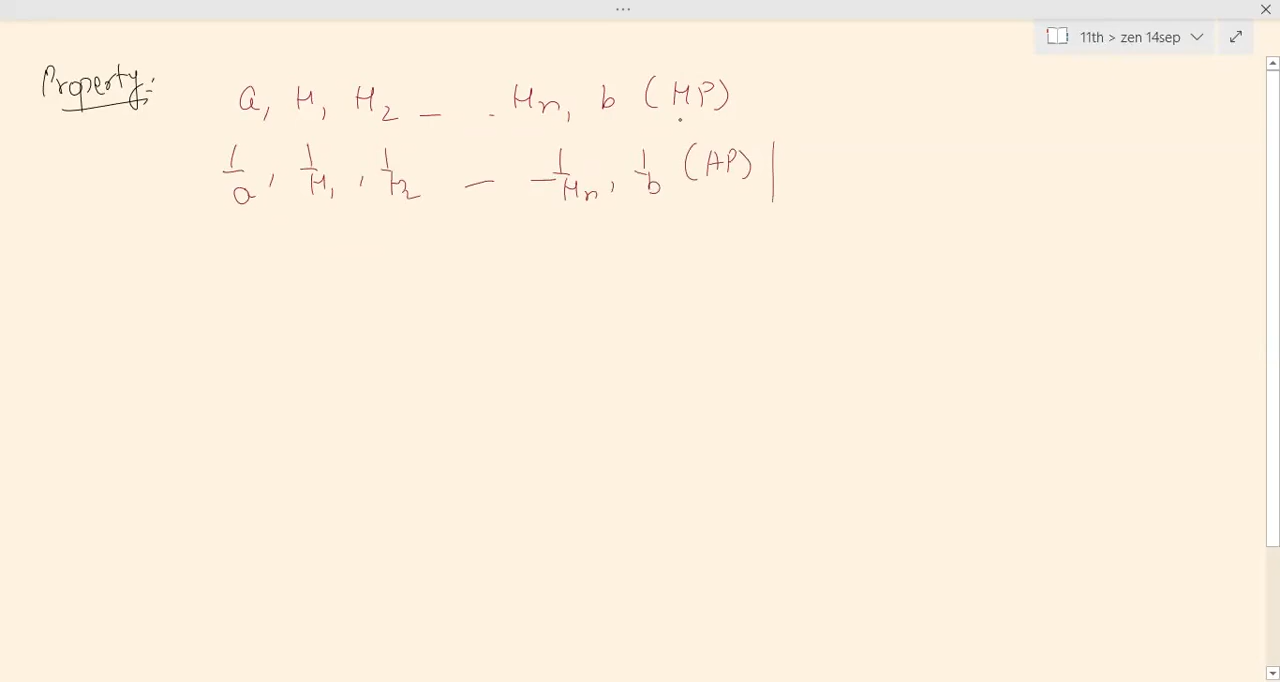 11th > zen 14sep
Property:-
a, H₁, H₂ - - Hn, b (HP)
1/a, 1/H₁, 1/H₂ - - 1/Hn, 1/b (AP) |